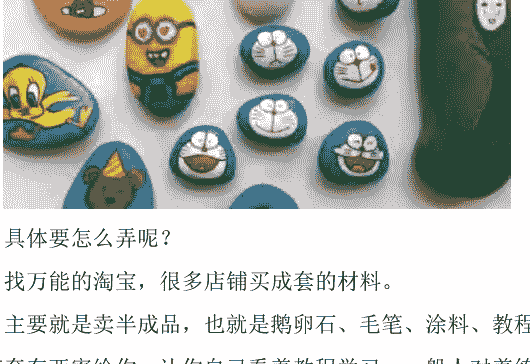 具体要怎么弄呢？
找万能的淘宝，很多店铺买成套的材料。
主要就是卖半成品，也就是鹅卵石、毛笔、涂料、教程